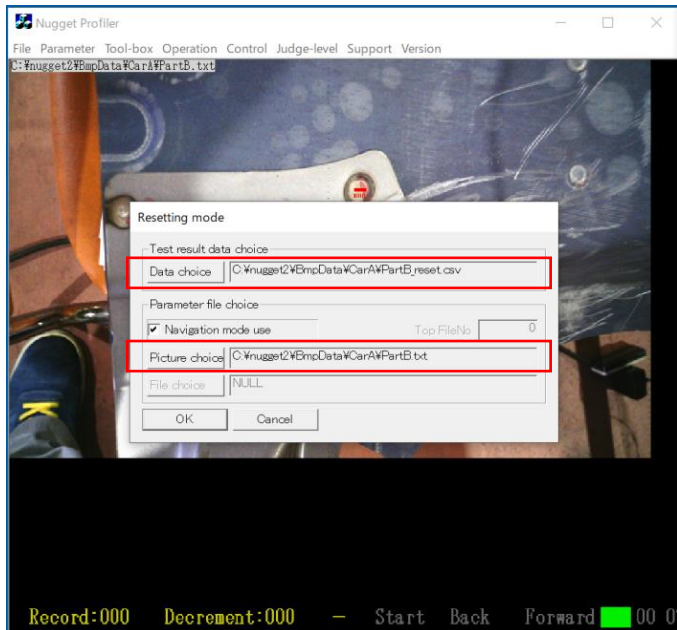 Nugget Profiler
File Parameter Tool-box Operation Control Judge-level Support Version
C:¥nugget2¥BmpData¥CarA¥PartB.txt
Resetting mode
Test result data choice
Data choice C:¥nugget2¥BmpData¥CarA¥PartB_reset.csv
Parameter file choice
Navigation mode use Top FileNo 0
Picture choice C:¥nugget2¥BmpData¥CarA¥PartB.txt
File choice NULL
OK Cancel
Record:000 Decrement:000 — Start Back Forward 00